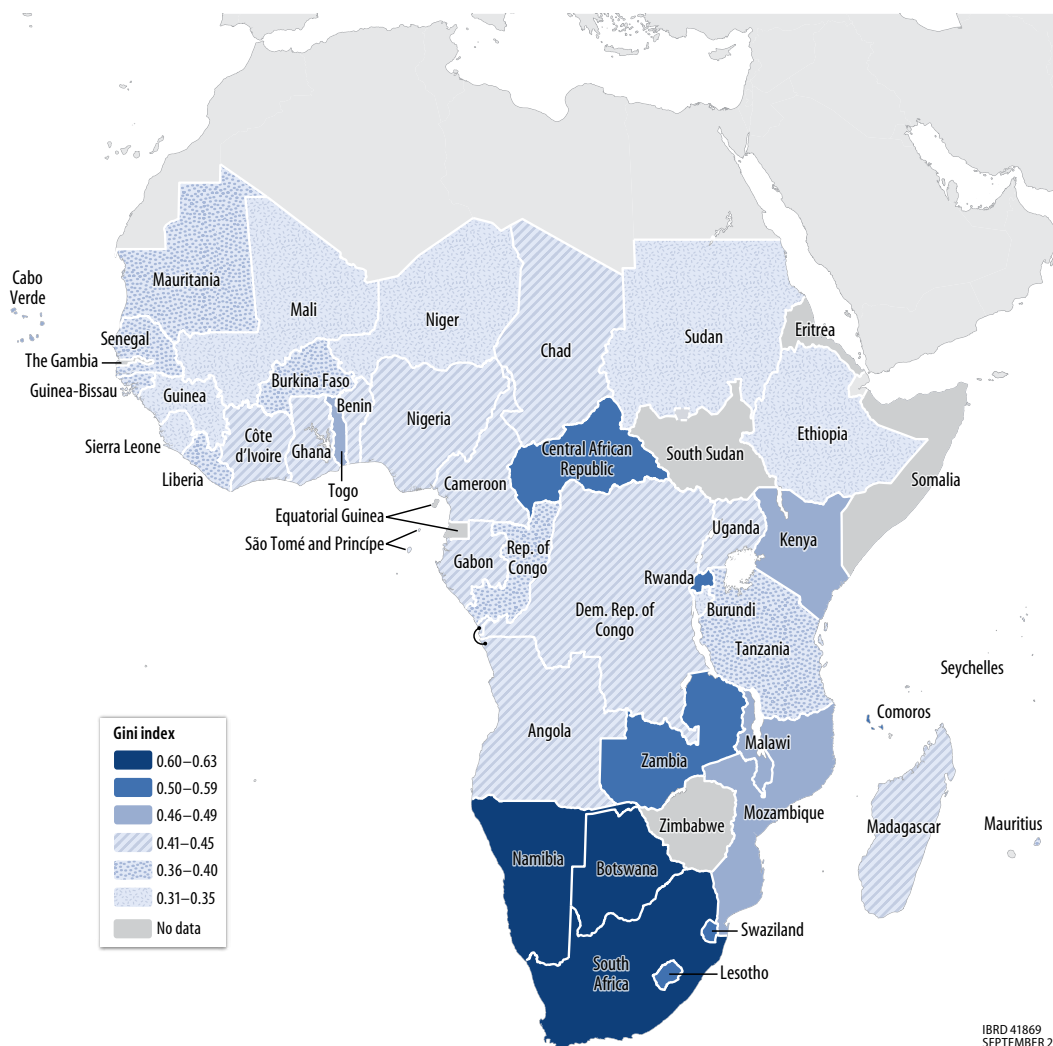 Cabo
Verde
Mauritania
Mali
Niger
Chad
Sudan
Eritrea
Senegal
The Gambia
Guinea-Bissau
Guinea
Burkina Faso
Benin
Nigeria
Sierra Leone
Liberia
Côte
d’Ivoire
Ghana
Togo
Cameroon
Central African
Republic
South Sudan
Ethiopia
Somalia
Equatorial Guinea
São Tomé and Princípe
Gabon
Rep. of
Congo
Dem. Rep. of
Congo
Uganda
Kenya
Rwanda
Burundi
Tanzania
Seychelles
Comoros
Angola
Zambia
Malawi
Mozambique
Zimbabwe
Madagascar
Mauritius
Namibia
Botswana
South
Africa
Swaziland
Lesotho
Gini index
0.60–0.63
0.50–0.59
0.46–0.49
0.41–0.45
0.36–0.40
0.31–0.35
No data
IBRD 41869
SEPTEMBER 2